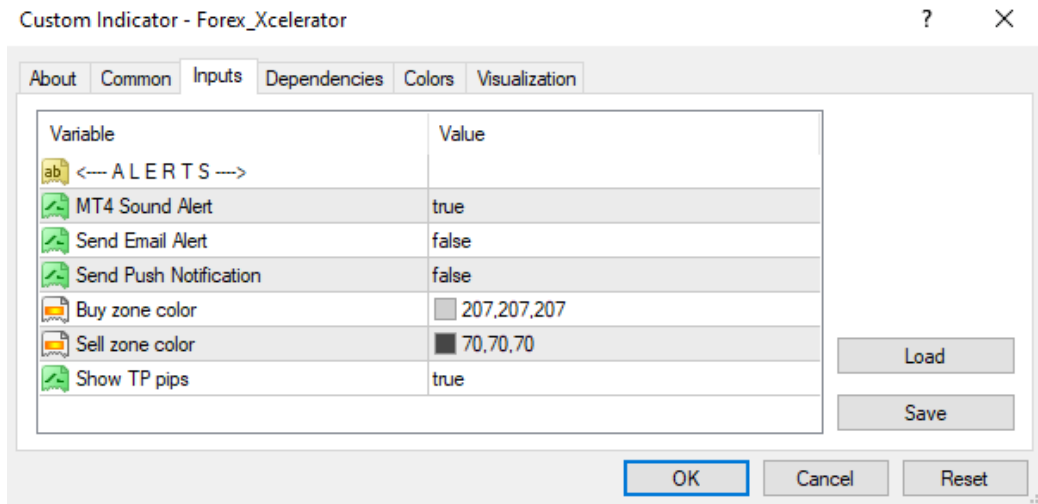 Custom Indicator - Forex_Xcelerator ? ×
About Common Inputs Dependencies Colors Visualization
Variable Value
ab <---- A L E R T S ---->
MT4 Sound Alert true
Send Email Alert false
Send Push Notification false
Buy zone color 207,207,207
Sell zone color 70,70,70
Show TP pips true
Load
Save
OK Cancel Reset